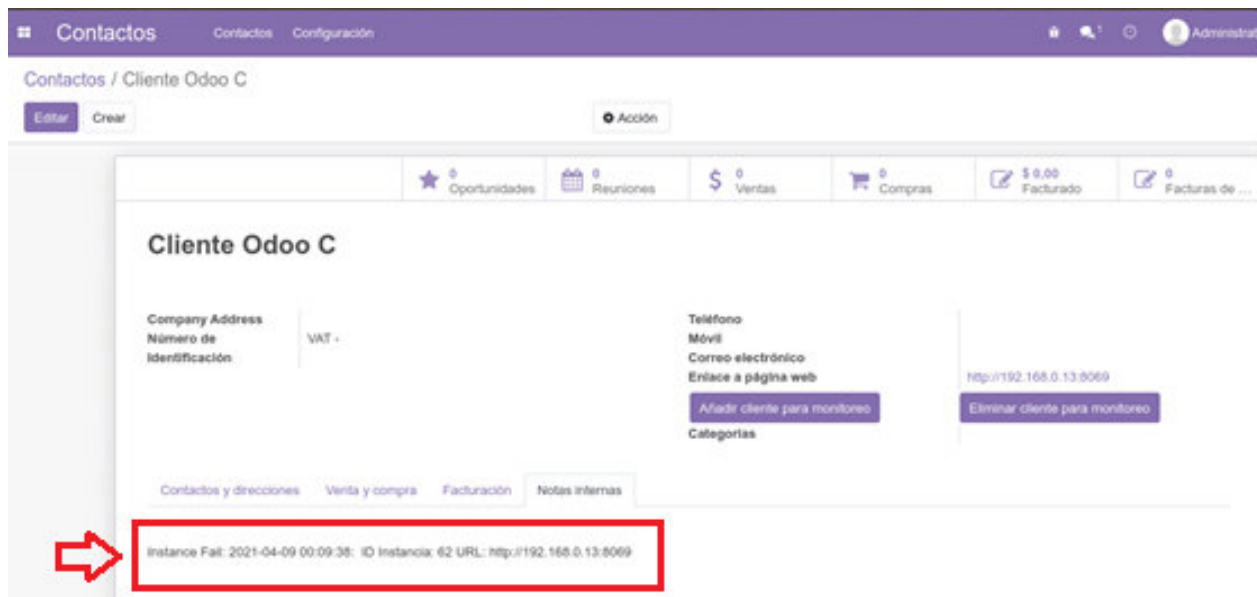 Contactos Contactos Configuración 1 Administrat
Contactos / Cliente Odoo C
Editar Crear Acción
0 Oportunidades 0 Reuniones 0 Ventas 0 Compras $ 0,00 Facturado 0 Facturas de ...
Cliente Odoo C
Company Address
Número de Identificación VAT -
Teléfono
Móvil
Correo electrónico
Enlace a página web http://192.168.0.13:8069
Añadir cliente para monitoreo Eliminar cliente para monitoreo
Categorías
Contactos y direcciones Venta y compra Facturación Notas internas
Instance Fail: 2021-04-09 00:09:38: ID Instancia: 62 URL: http://192.168.0.13:8069